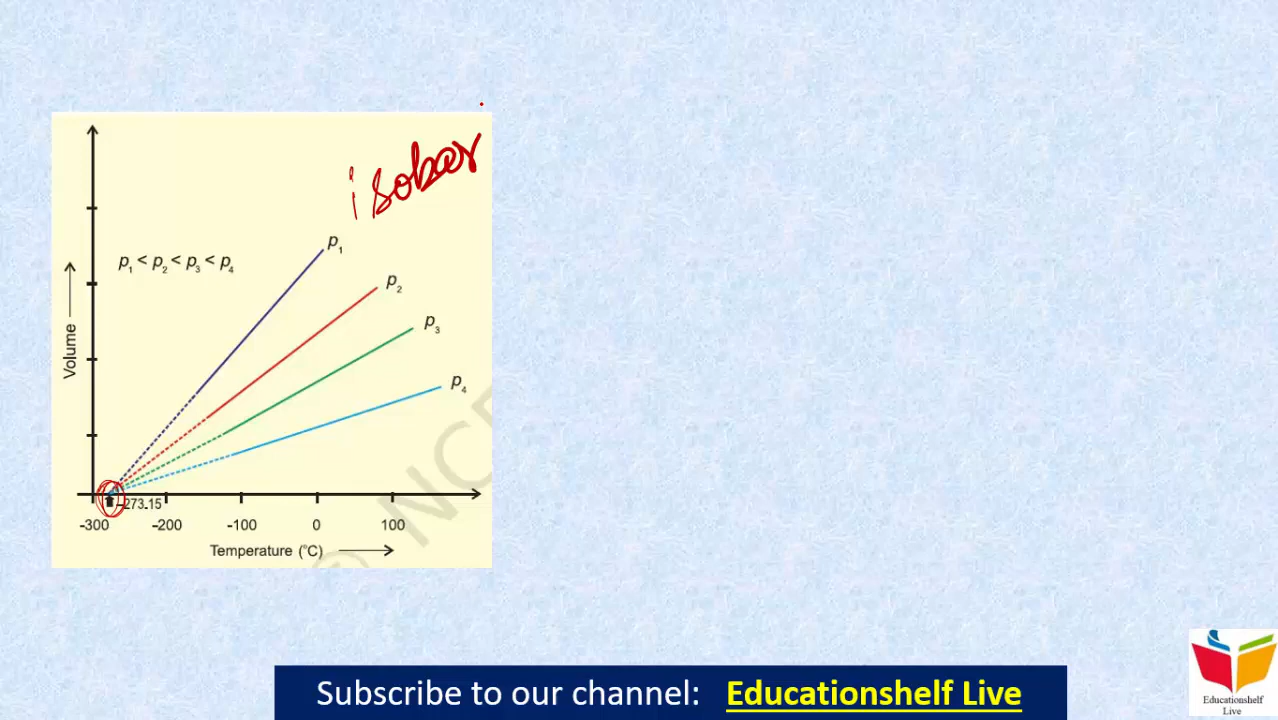 isobar
p1
p1 < p2 < p3 < p4
p2
p3
p4
Volume
-273.15
-300 -200 -100 0 100
Temperature (°C)
© NCE
Subscribe to our channel: Educationshelf Live
Educationshelf
Live